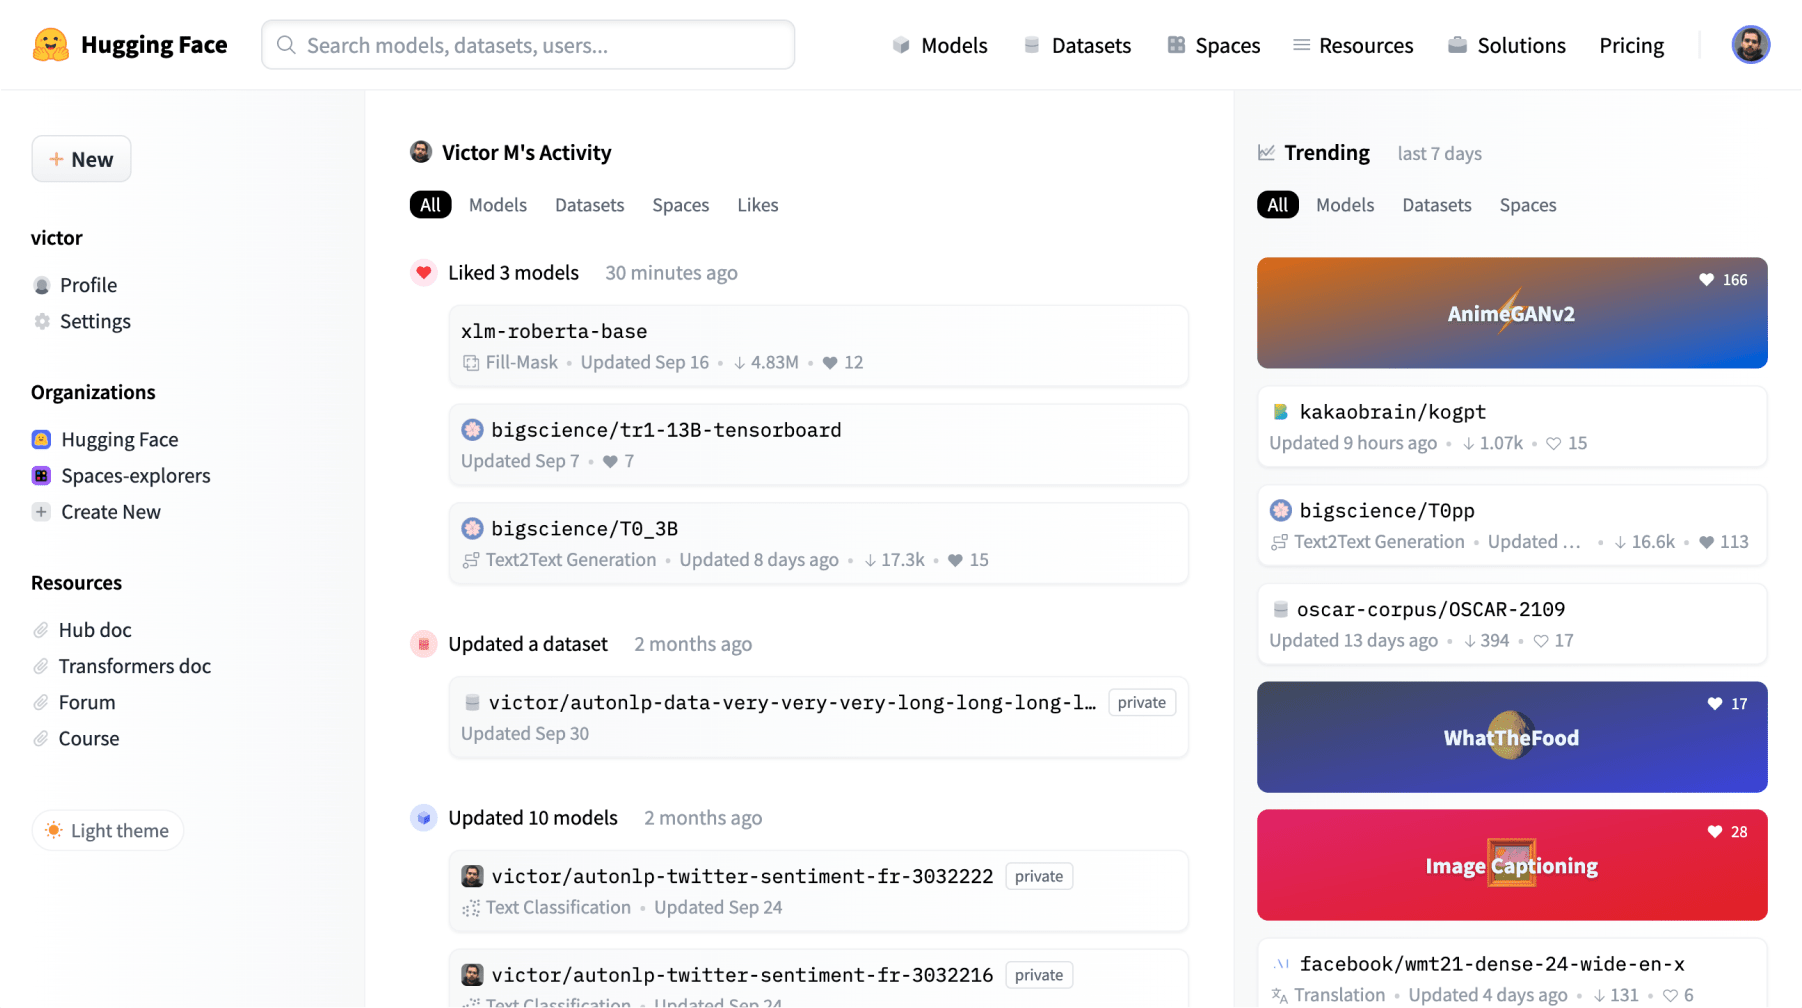 Hugging Face
Search models, datasets, users...
Models
Datasets
Spaces
Resources
Solutions
Pricing
+ New
victor
Profile
Settings
Organizations
Hugging Face
Spaces-explorers
Create New
Resources
Hub doc
Transformers doc
Forum
Course
Light theme
Victor M's Activity
All Models Datasets Spaces Likes
Liked 3 models 30 minutes ago
xlm-roberta-base
Fill-Mask • Updated Sep 16 • ↓ 4.83M • 12
bigscience/tr1-13B-tensorboard
Updated Sep 7 • 7
bigscience/T0_3B
Text2Text Generation • Updated 8 days ago • ↓ 17.3k • 15
Updated a dataset 2 months ago
victor/autonlp-data-very-very-very-long-long-long-l… private
Updated Sep 30
Updated 10 models 2 months ago
victor/autonlp-twitter-sentiment-fr-3032222 private
Text Classification • Updated Sep 24
victor/autonlp-twitter-sentiment-fr-3032216 private
Text Classification • Updated Sep 24
Trending last 7 days
All Models Datasets Spaces
166
AnimeGANv2
kakaobrain/kogpt
Updated 9 hours ago • ↓ 1.07k • 15
bigscience/T0pp
Text2Text Generation • Updated … • ↓ 16.6k • 113
oscar-corpus/OSCAR-2109
Updated 13 days ago • ↓ 394 • 17
17
WhatTheFood
28
Image Captioning
facebook/wmt21-dense-24-wide-en-x
Translation • Updated 4 days ago • ↓ 131 • 6